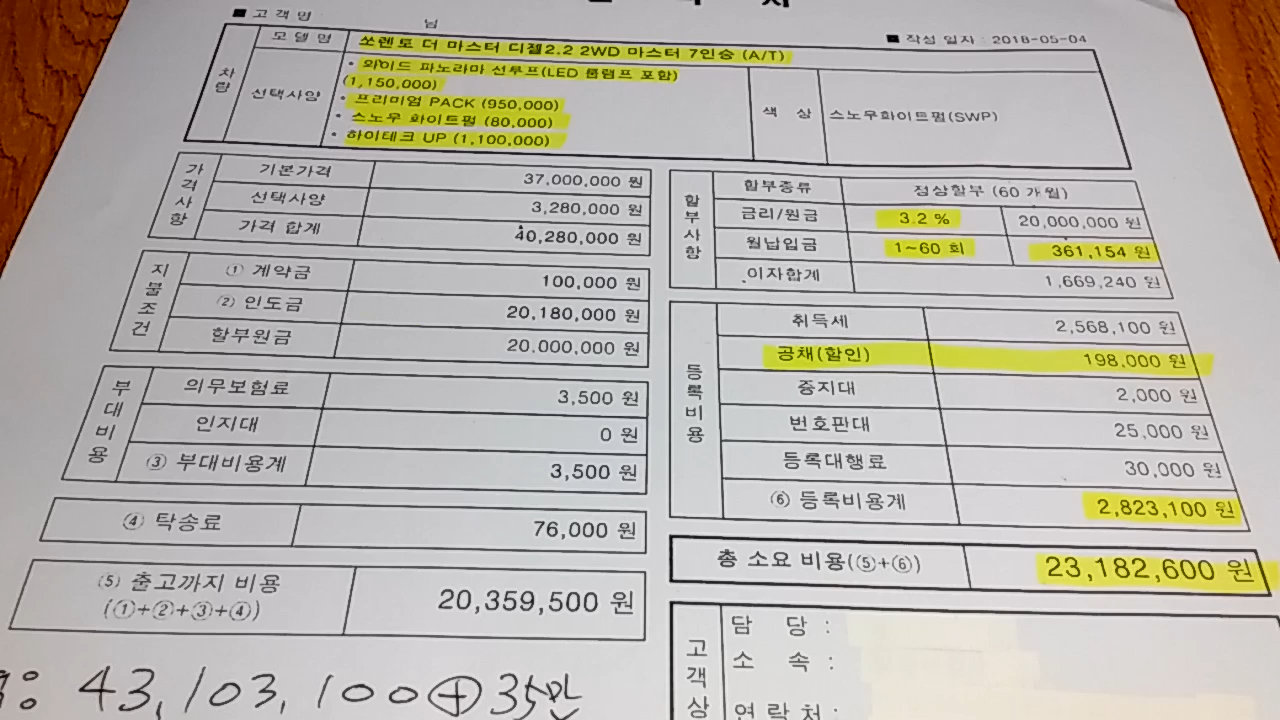 ■ 고객명 님
■ 작성 일자 : 2018-05-04
차량
모델명 쏘렌토 더 마스터 디젤2.2 2WD 마스터 7인승 (A/T)
선택사양
• 와이드 파노라마 선루프(LED 룸램프 포함)
(1,150,000)
• 프리미엄 PACK (950,000)
• 스노우 화이트펄 (80,000)
• 하이테크 UP (1,100,000)
색 상 스노우화이트펄(SWP)
가격사항
기본가격 37,000,000 원
선택사양 3,280,000 원
가격 합계 40,280,000 원
지불조건
① 계약금 100,000 원
② 인도금 20,180,000 원
할부원금 20,000,000 원
부대비용
의무보험료 3,500 원
인지대 0 원
③ 부대비용계 3,500 원
④ 탁송료 76,000 원
⑤ 출고까지 비용
(①+②+③+④)
20,359,500 원
할부사항
할부종류 정상할부 (60 개월)
금리/원금 3.2 % 20,000,000 원
월납입금 1~60 회 361,154 원
이자합계 1,669,240 원
등록비용
취득세 2,568,100 원
공채(할인) 198,000 원
증지대 2,000 원
번호판대 25,000 원
등록대행료 30,000 원
⑥ 등록비용계 2,823,100 원
총 소요 비용(⑤+⑥) 23,182,600 원
고객상
담 당 :
소 속 :
연락처 :
: 43,103,100⊕35만